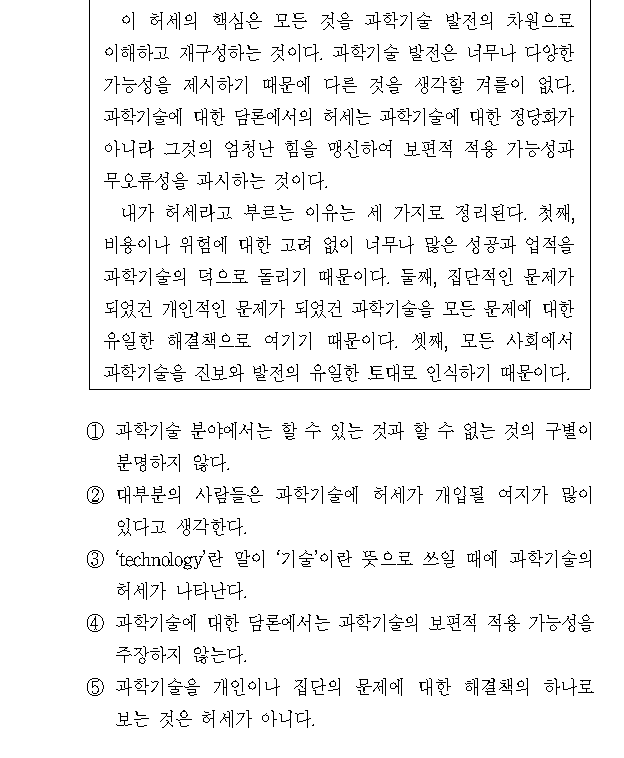 이 허세의 핵심은 모든 것을 과학기술 발전의 차원으로
이해하고 재구성하는 것이다. 과학기술 발전은 너무나 다양한
가능성을 제시하기 때문에 다른 것을 생각할 겨를이 없다.
과학기술에 대한 담론에서의 허세는 과학기술에 대한 정당화가
아니라 그것의 엄청난 힘을 맹신하여 보편적 적용 가능성과
무오류성을 과시하는 것이다.
내가 허세라고 부르는 이유는 세 가지로 정리된다. 첫째,
비용이나 위험에 대한 고려 없이 너무나 많은 성공과 업적을
과학기술의 덕으로 돌리기 때문이다. 둘째, 집단적인 문제가
되었건 개인적인 문제가 되었건 과학기술을 모든 문제에 대한
유일한 해결책으로 여기기 때문이다. 셋째, 모든 사회에서
과학기술을 진보와 발전의 유일한 토대로 인식하기 때문이다.
① 과학기술 분야에서는 할 수 있는 것과 할 수 없는 것의 구별이
분명하지 않다.
② 대부분의 사람들은 과학기술에 허세가 개입될 여지가 많이
있다고 생각한다.
③ ‘technology’란 말이 ‘기술’이란 뜻으로 쓰일 때에 과학기술의
허세가 나타난다.
④ 과학기술에 대한 담론에서는 과학기술의 보편적 적용 가능성을
주장하지 않는다.
⑤ 과학기술을 개인이나 집단의 문제에 대한 해결책의 하나로
보는 것은 허세가 아니다.